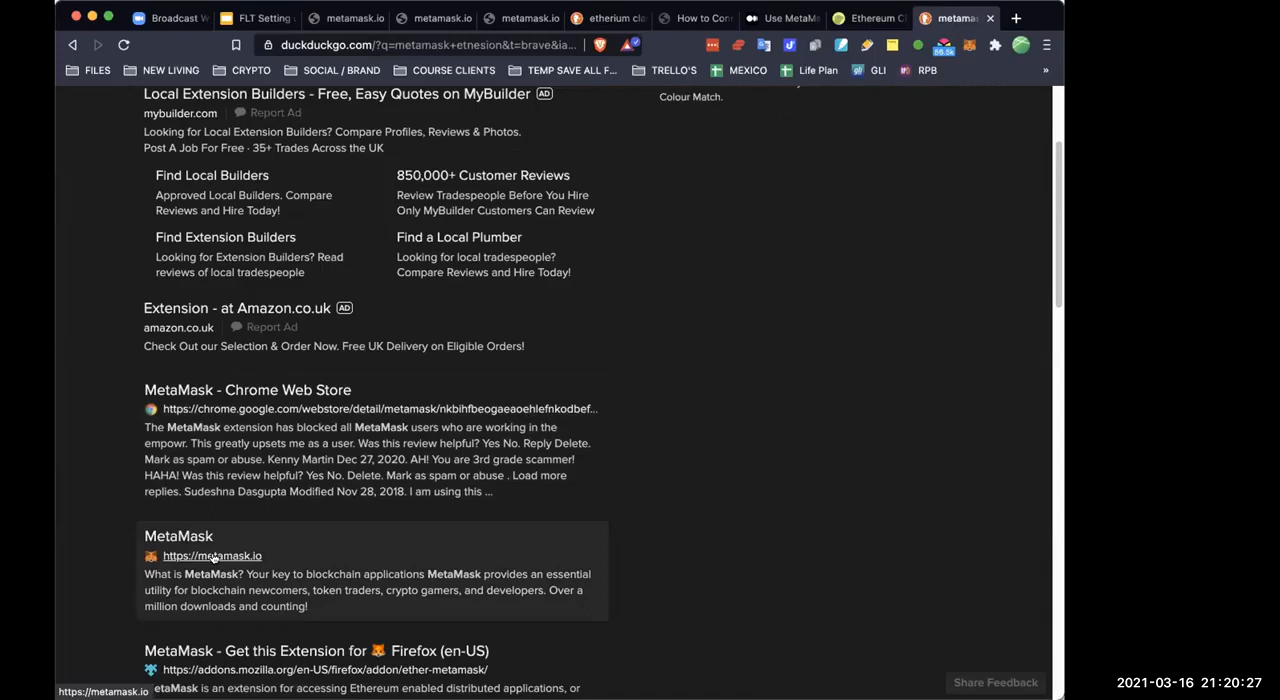 Broadcast W
FLT Setting
metamask.io
metamask.io
metamask.io
etherium cla
How to Conn
Use MetaMa
Ethereum Cl
metamas
duckduckgo.com/?q=metamask+etnesion&t=brave&ia...
56.5k
FILES
NEW LIVING
CRYPTO
SOCIAL / BRAND
COURSE CLIENTS
TEMP SAVE ALL F...
TRELLO'S
MEXICO
Life Plan
GLI
RPB
»
Local Extension Builders - Free, Easy Quotes on MyBuilder AD
mybuilder.com Report Ad
Looking for Local Extension Builders? Compare Profiles, Reviews & Photos.
Post A Job For Free · 35+ Trades Across the UK
Find Local Builders
Approved Local Builders. Compare
Reviews and Hire Today!
850,000+ Customer Reviews
Review Tradespeople Before You Hire
Only MyBuilder Customers Can Review
Find Extension Builders
Looking for Extension Builders? Read
reviews of local tradespeople
Find a Local Plumber
Looking for local tradespeople?
Compare Reviews and Hire Today!
Extension - at Amazon.co.uk AD
amazon.co.uk Report Ad
Check Out our Selection & Order Now. Free UK Delivery on Eligible Orders!
MetaMask - Chrome Web Store
https://chrome.google.com/webstore/detail/metamask/nkbihfbeogaeaoehlefnkodbef...
The MetaMask extension has blocked all MetaMask users who are working in the
empowr. This greatly upsets me as a user. Was this review helpful? Yes No. Reply Delete.
Mark as spam or abuse. Kenny Martin Dec 27, 2020. AH! You are 3rd grade scammer!
HAHA! Was this review helpful? Yes No. Delete. Mark as spam or abuse . Load more
replies. Sudeshna Dasgupta Modified Nov 28, 2018. I am using this ...
MetaMask
https://metamask.io
What is MetaMask? Your key to blockchain applications MetaMask provides an essential
utility for blockchain newcomers, token traders, crypto gamers, and developers. Over a
million downloads and counting!
MetaMask - Get this Extension for 🦊 Firefox (en-US)
https://addons.mozilla.org/en-US/firefox/addon/ether-metamask/
etaMask is an extension for accessing Ethereum enabled distributed applications, or
Colour Match.
Share Feedback
https://metamask.io
2021-03-16 21:20:27